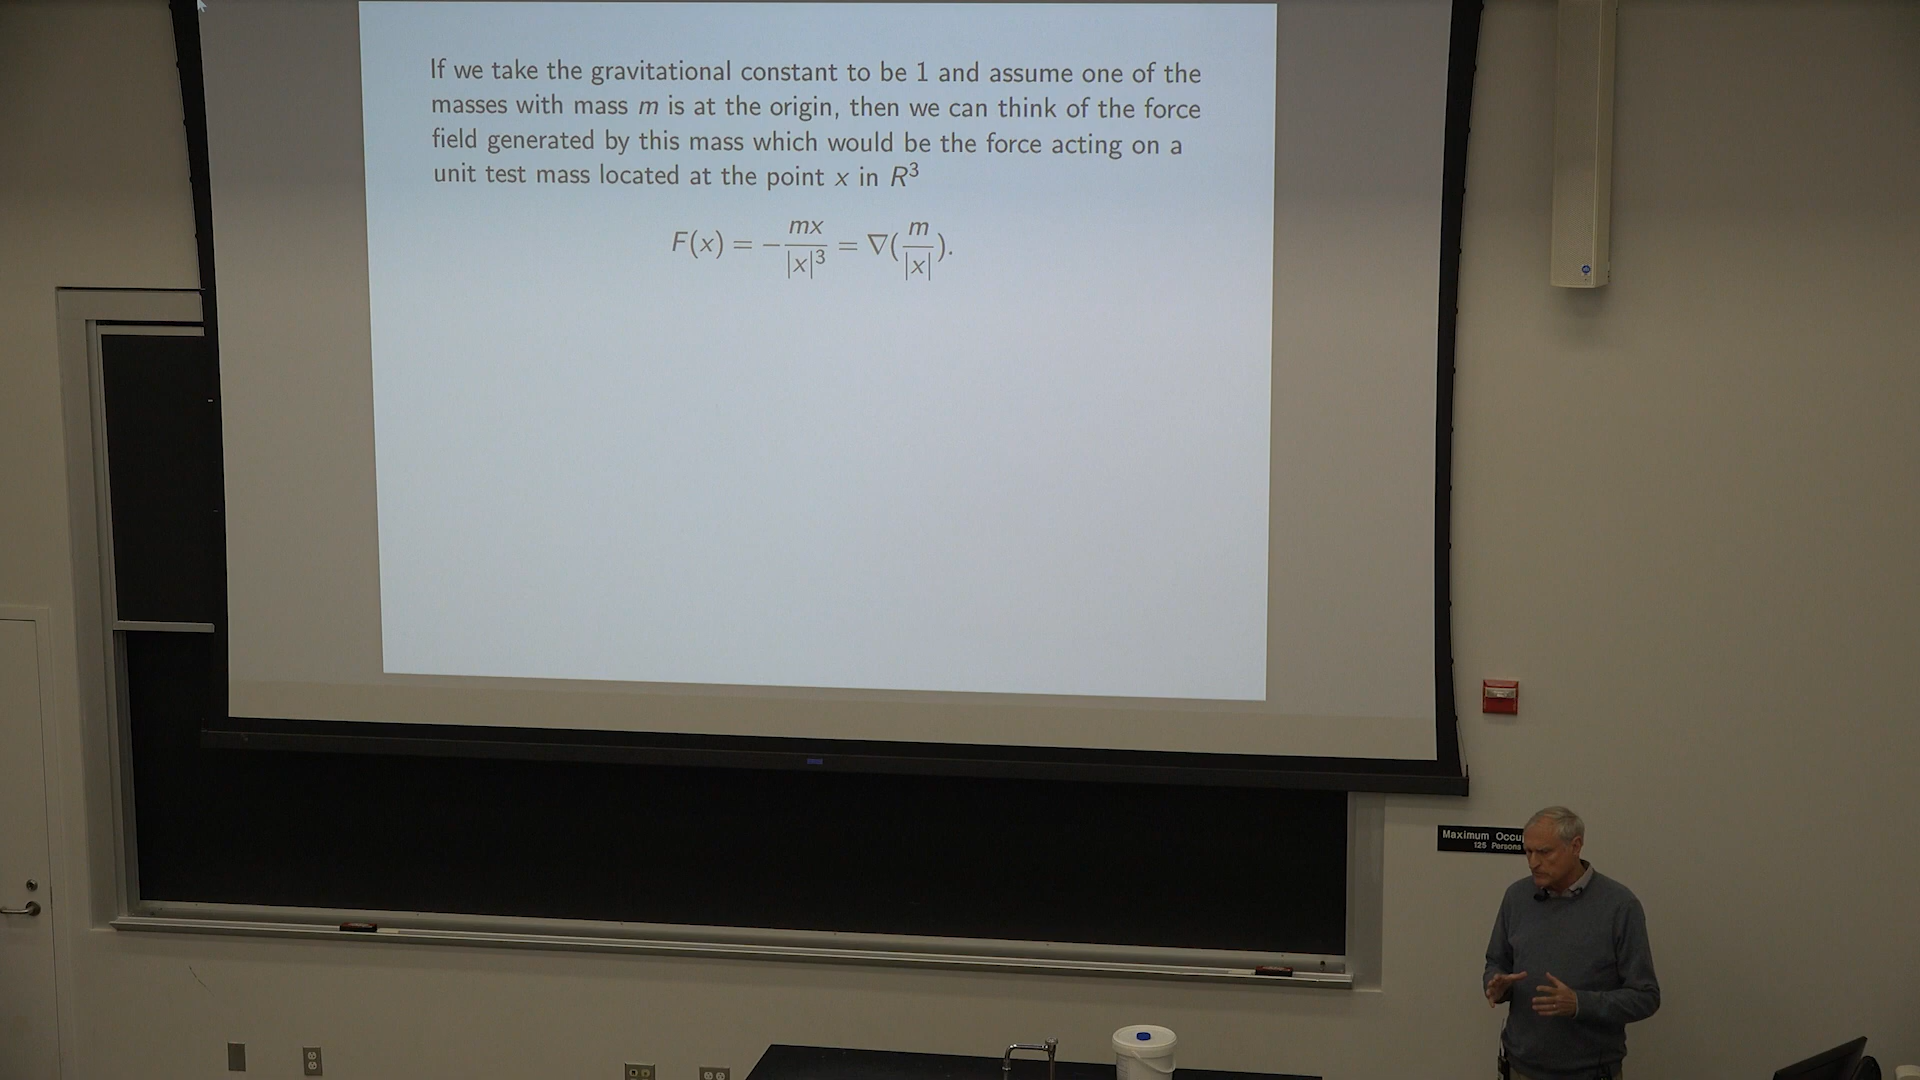 If we take the gravitational constant to be 1 and assume one of the
masses with mass m is at the origin, then we can think of the force
field generated by this mass which would be the force acting on a
unit test mass located at the point x in R³
F(x) = −mx/|x|³ = ∇(m/|x|).
Maximum
125 Persons